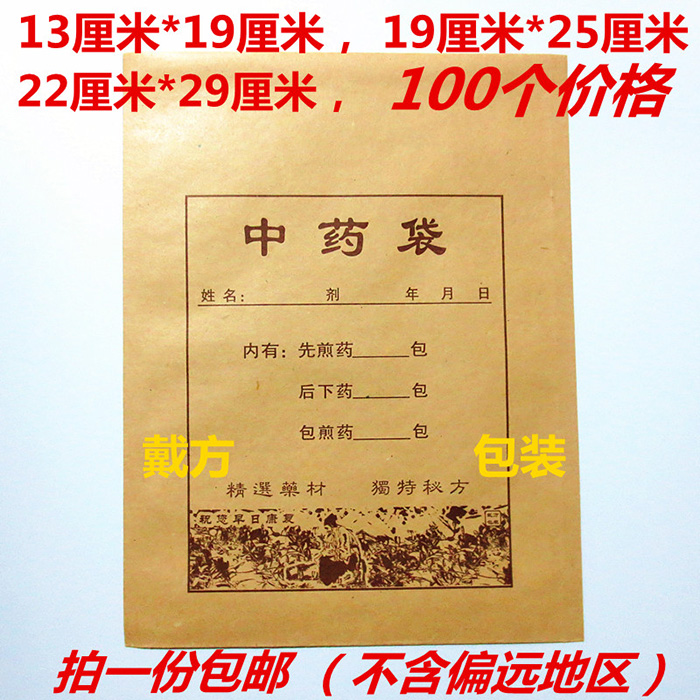 13厘米*19厘米， 19厘米*25厘米
22厘米*29厘米， 100个价格
中药袋
姓名： 剂 年 月 日
内有：先煎药______包
后下药______包
包煎药______包
戴方 包装
精選藥材 獨特秘方
祝您早日康复
拍一份包邮（不含偏远地区）